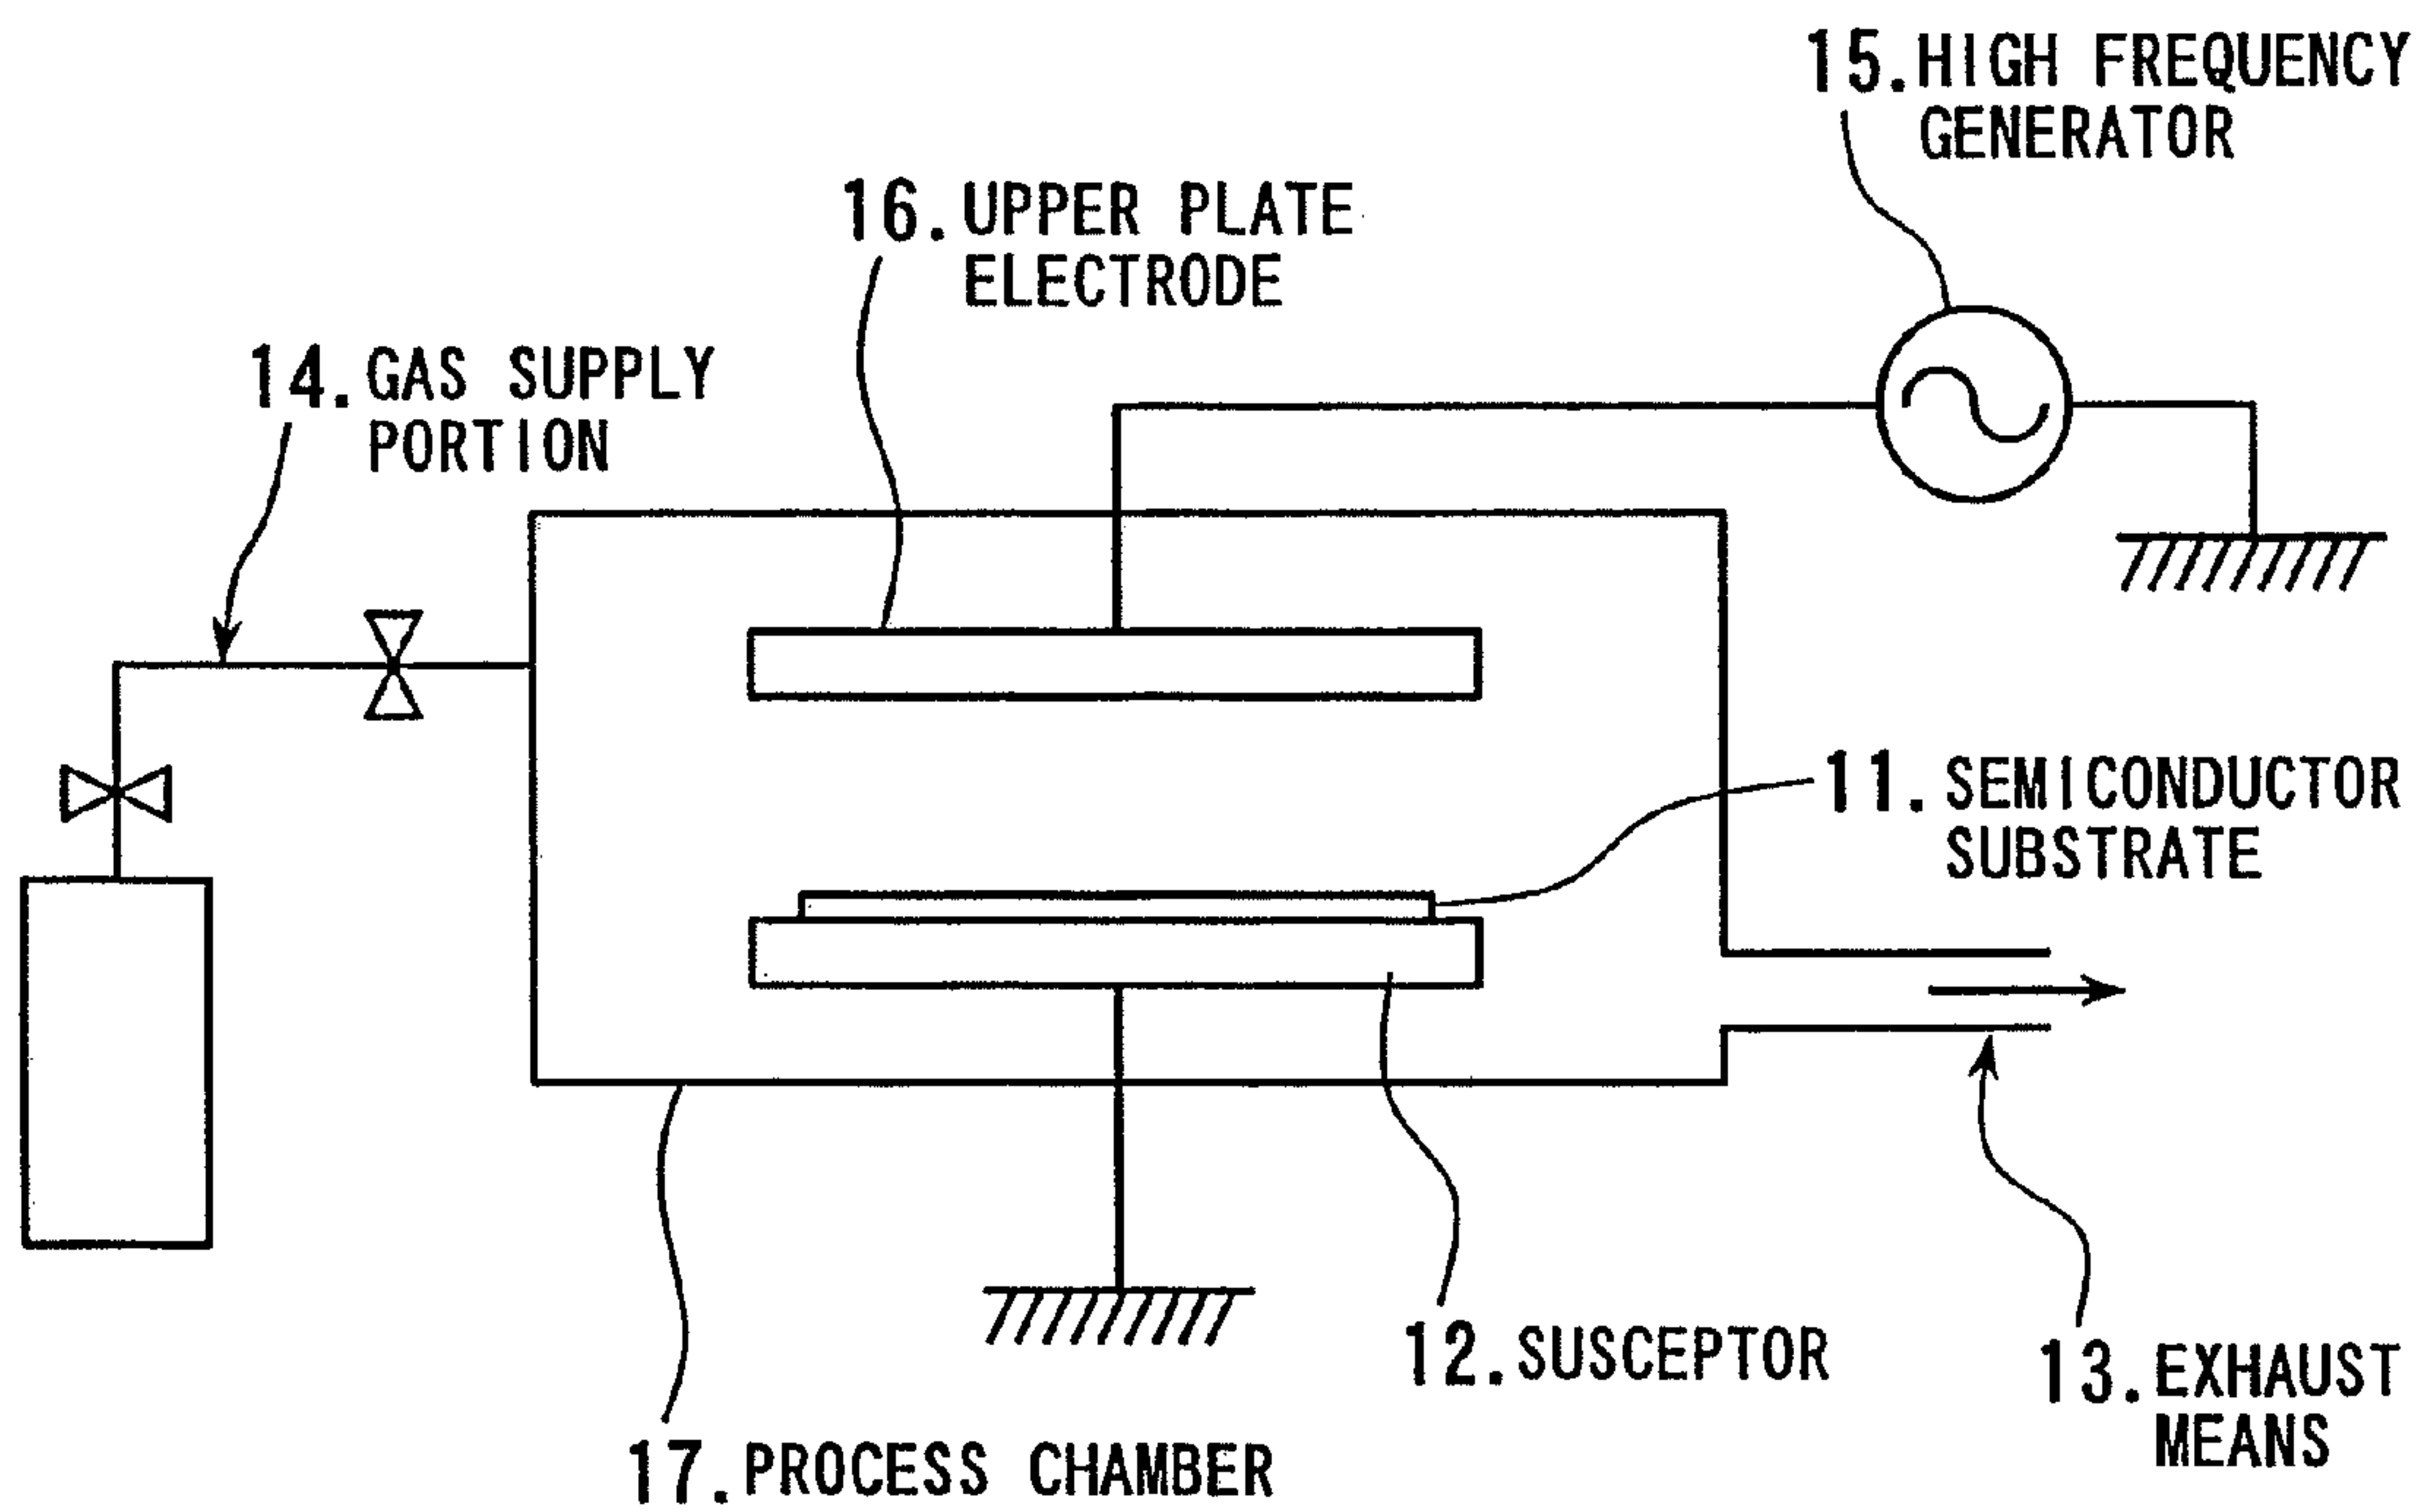 15. HIGH FREQUENCY
GENERATOR
16. UPPER PLATE
ELECTRODE
14. GAS SUPPLY
PORTION
11. SEMICONDUCTOR
SUBSTRATE
12. SUSCEPTOR
13. EXHAUST
MEANS
17. PROCESS CHAMBER